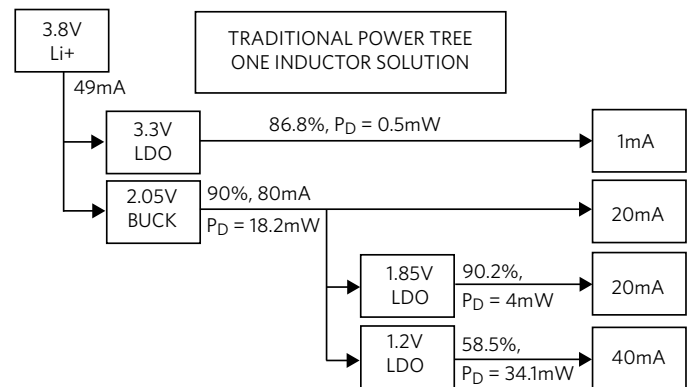 3.8V
Li+
TRADITIONAL POWER TREE
ONE INDUCTOR SOLUTION
49mA
3.3V
LDO
86.8%, PD = 0.5mW
1mA
2.05V
BUCK
90%, 80mA
PD = 18.2mW
20mA
1.85V
LDO
90.2%,
PD = 4mW
20mA
1.2V
LDO
58.5%,
PD = 34.1mW
40mA